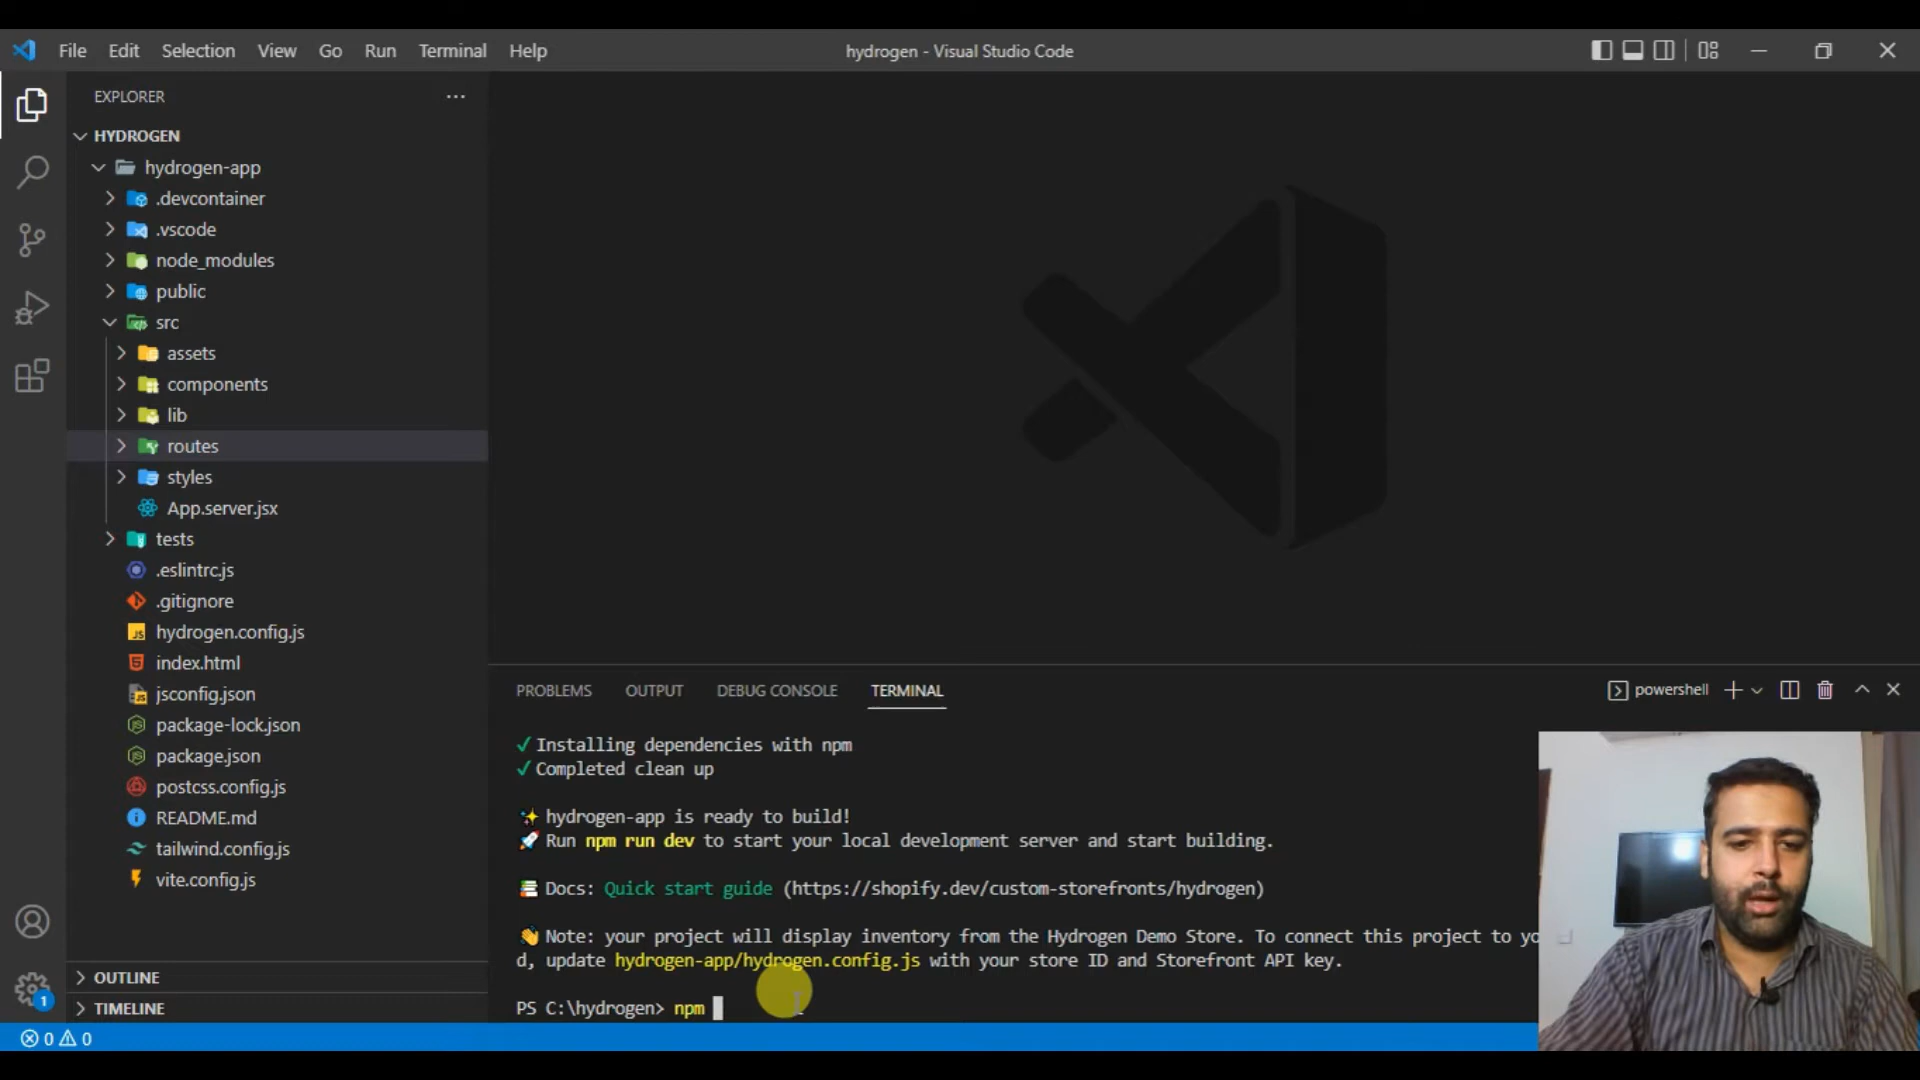 File Edit Selection View Go Run Terminal Help
hydrogen - Visual Studio Code
EXPLORER
HYDROGEN
hydrogen-app
.devcontainer
.vscode
node_modules
public
src
assets
components
lib
routes
styles
App.server.jsx
tests
.eslintrc.js
.gitignore
hydrogen.config.js
index.html
jsconfig.json
package-lock.json
package.json
postcss.config.js
README.md
tailwind.config.js
vite.config.js
OUTLINE
TIMELINE
1
0 0
PROBLEMS OUTPUT DEBUG CONSOLE TERMINAL
powershell
✓ Installing dependencies with npm
✓ Completed clean up
✨ hydrogen-app is ready to build!
🚀 Run npm run dev to start your local development server and start building.
📚 Docs: Quick start guide (https://shopify.dev/custom-storefronts/hydrogen)
👋 Note: your project will display inventory from the Hydrogen Demo Store. To connect this project to yo
d, update hydrogen-app/hydrogen.config.js with your store ID and Storefront API key.
PS C:\hydrogen> npm